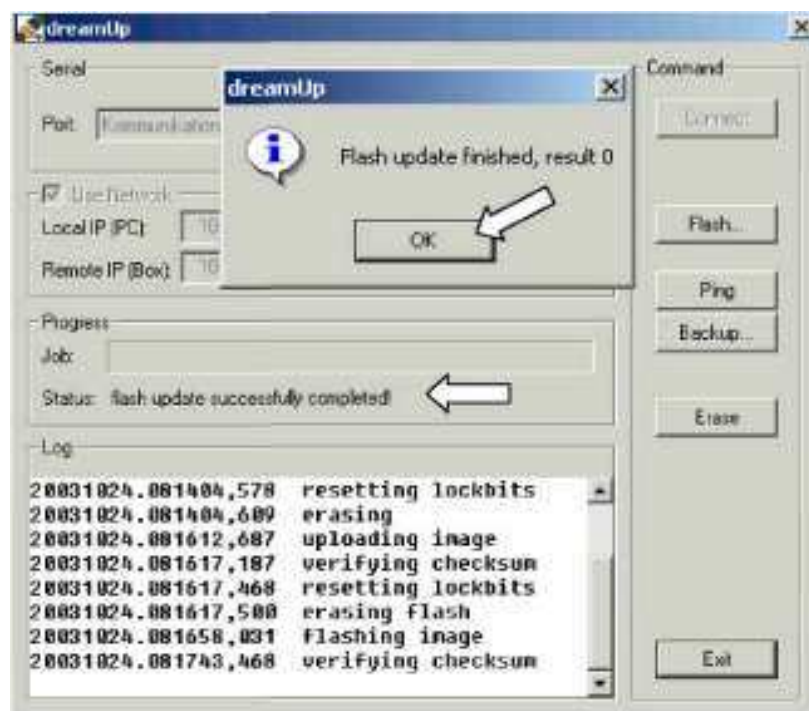 dreamUp
Serial
Port
Use Network
Local IP (PC):
Remote IP (Box):
dreamUp
Flash update finished, result 0
OK
Progress
Job:
Status: flash update successfully completed!
Log
20031024.081404,578 resetting lockbits
20031024.081404,609 erasing
20031024.081612,687 uploading image
20031024.081617,187 verifying checksum
20031024.081617,468 resetting lockbits
20031024.081617,500 erasing flash
20031024.081658,031 flashing image
20031024.081743,468 verifying checksum
Command
Connect
Flash...
Ping
Backup...
Erase
Exit